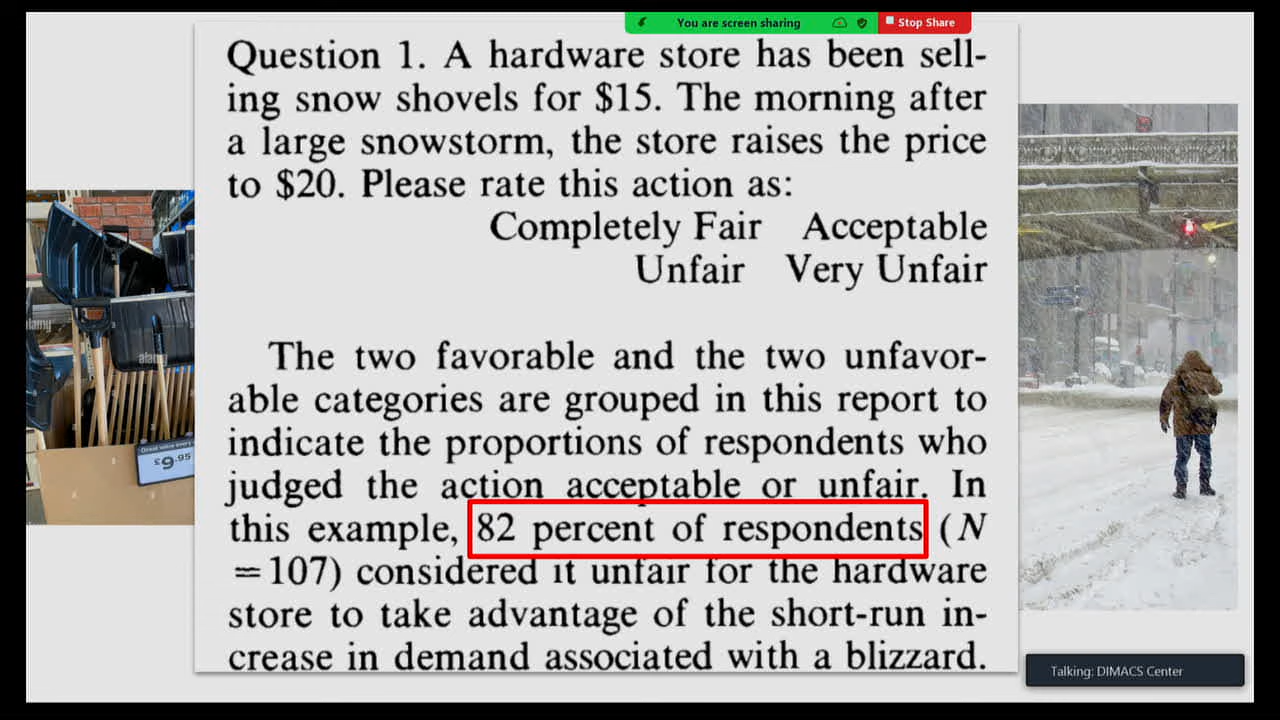 You are screen sharing
Stop Share
Question 1. A hardware store has been sell-
ing snow shovels for $15. The morning after
a large snowstorm, the store raises the price
to $20. Please rate this action as:
Completely Fair Acceptable
Unfair Very Unfair
The two favorable and the two unfavor-
able categories are grouped in this report to
indicate the proportions of respondents who
judged the action acceptable or unfair. In
this example, 82 percent of respondents (N
=107) considered it unfair for the hardware
store to take advantage of the short-run in-
crease in demand associated with a blizzard.
alamy
alamy
£9.95
Talking: DIMACS Center